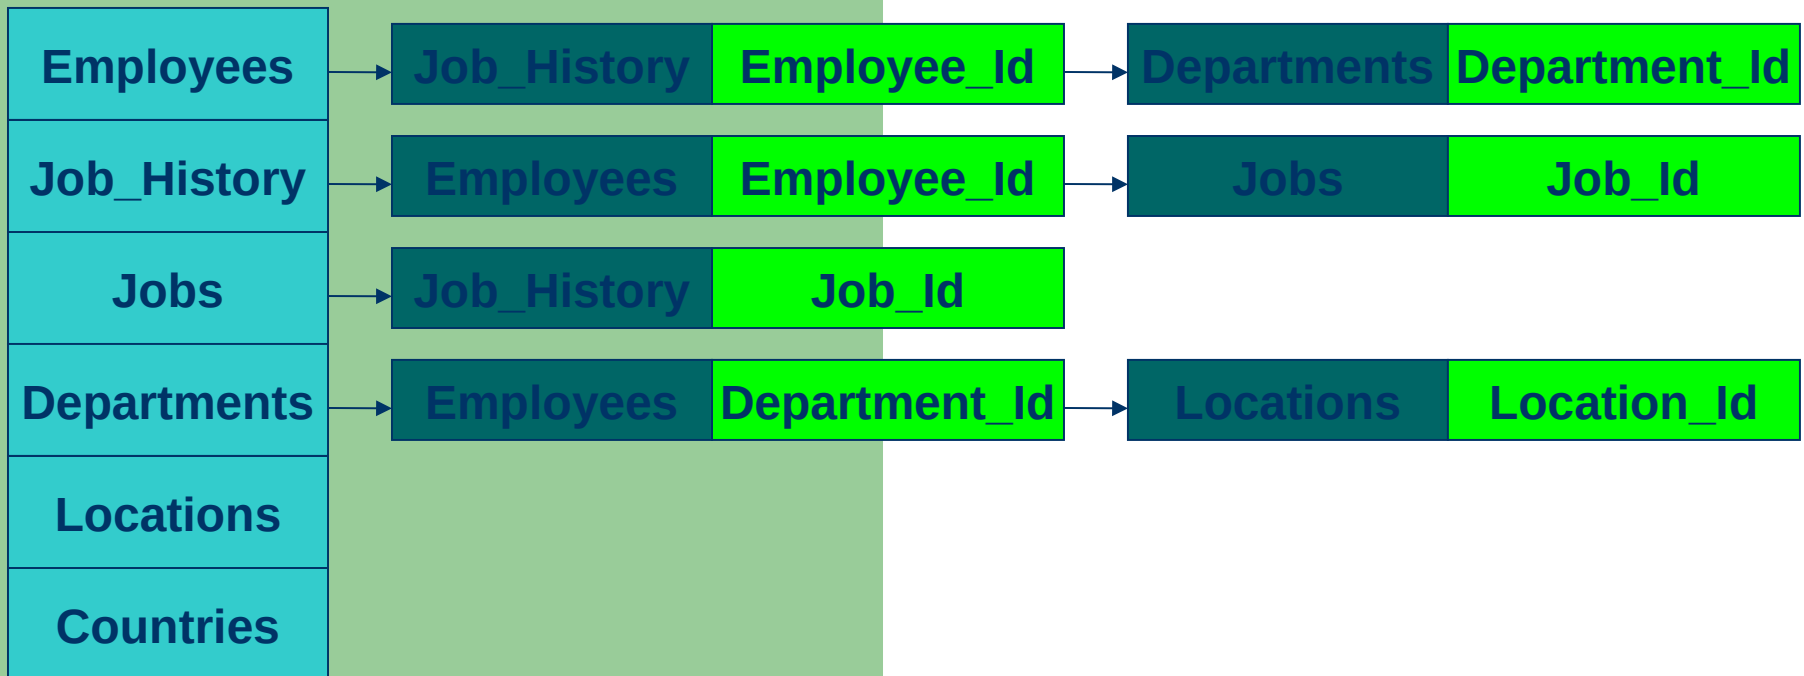 Employees Job_History Employee_Id Departments Department_Id
Job_History Employees Employee_Id Jobs Job_Id
Jobs Job_History Job_Id
Departments Employees Department_Id Locations Location_Id
Locations
Countries